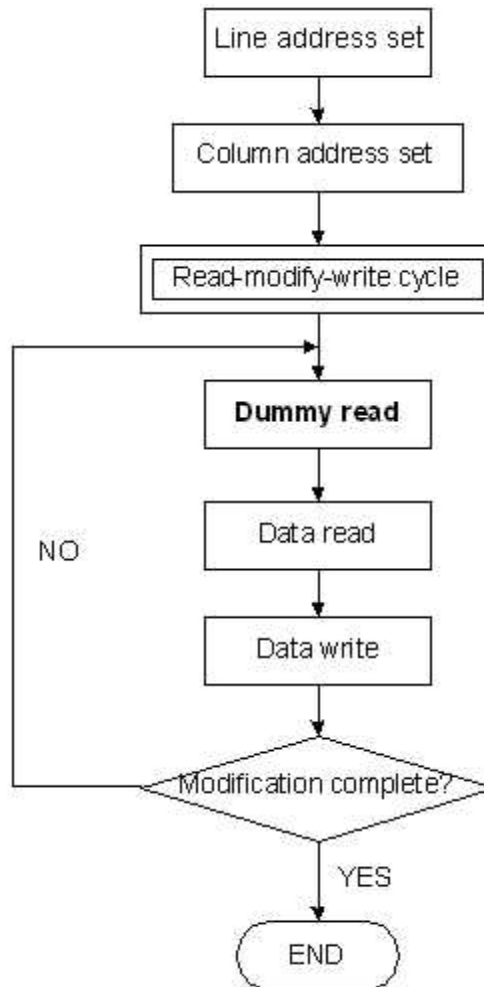 Line address set
Column address set
Read-modify-write cycle
Dummy read
Data read
NO
Data write
Modification complete?
YES
END